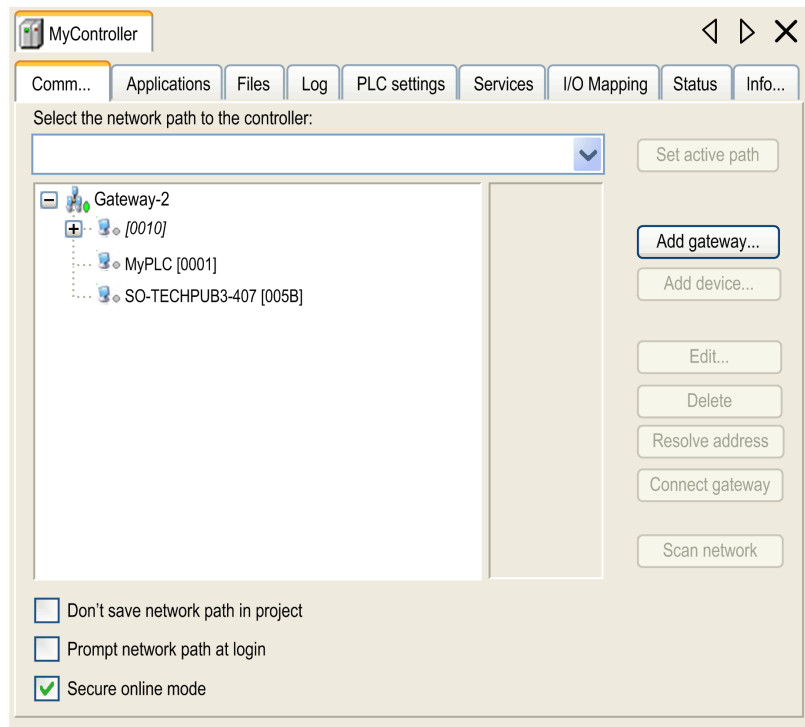 MyController
Comm... Applications Files Log PLC settings Services I/O Mapping Status Info...
Select the network path to the controller:
Set active path
Gateway-2
[0010]
Add gateway...
MyPLC [0001]
Add device...
SO-TECHPUB3-407 [005B]
Edit...
Delete
Resolve address
Connect gateway
Scan network
Don't save network path in project
Prompt network path at login
Secure online mode